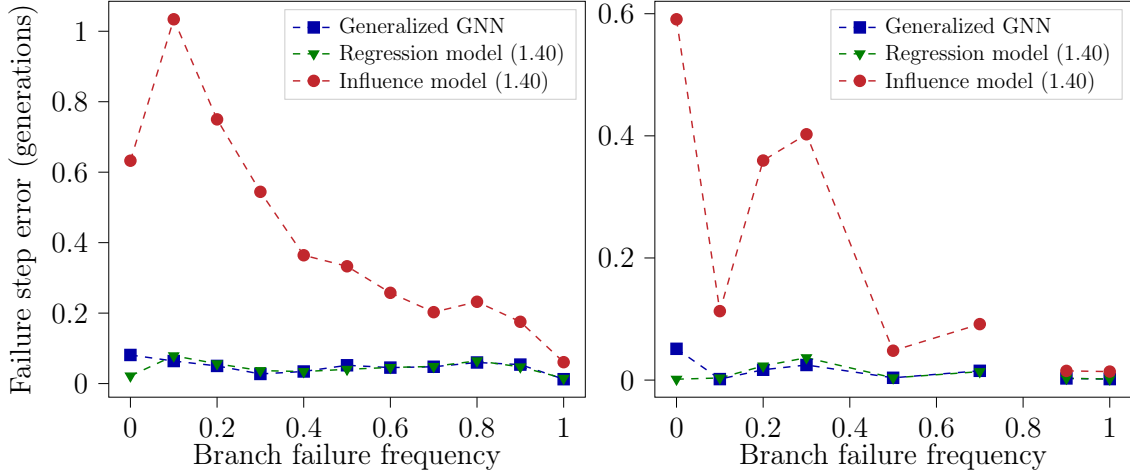 Failure step error (generations)
1
0.8
0.6
0.4
0.2
0
0 0.2 0.4 0.6 0.8 1
Branch failure frequency
Generalized GNN
Regression model (1.40)
Influence model (1.40)
0.6
0.4
0.2
0
0 0.2 0.4 0.6 0.8 1
Branch failure frequency
Generalized GNN
Regression model (1.40)
Influence model (1.40)